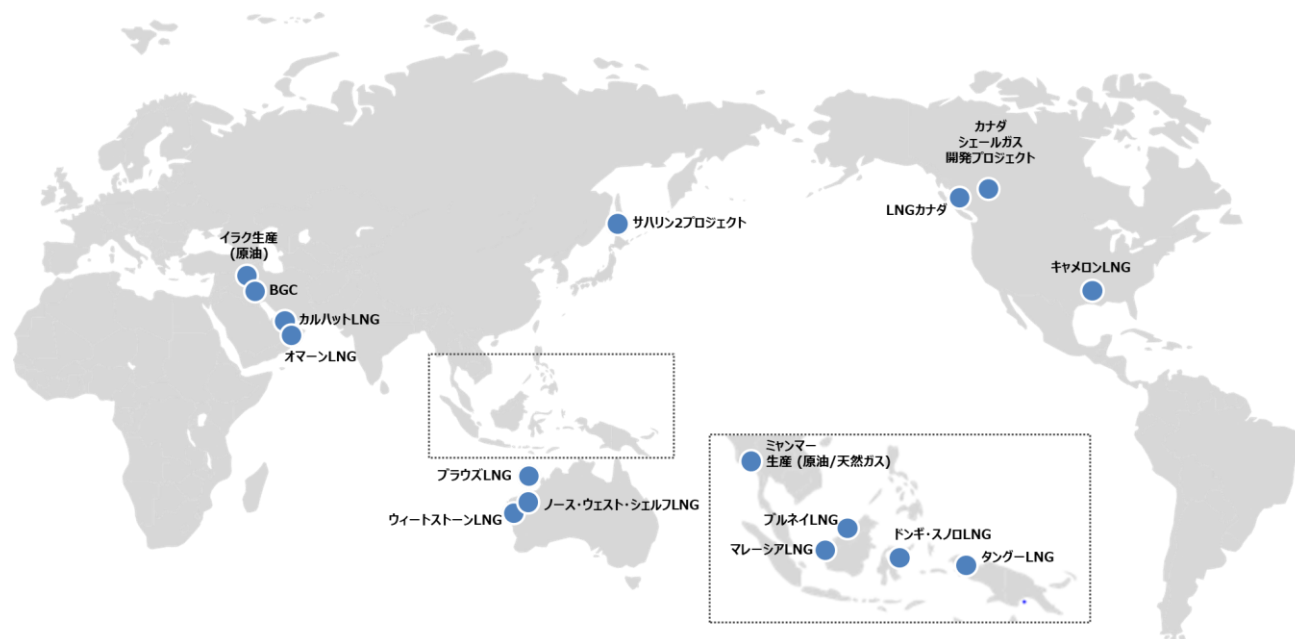 カナダ
シェールガス
開発プロジェクト
LNGカナダ
サハリン2プロジェクト
イラク生産
(原油)
BGC
キャメロンLNG
カルハットLNG
オマーンLNG
ミャンマー
生産 (原油/天然ガス)
ブラウズLNG
ノース・ウェスト・シェルフLNG
ウィートストーンLNG
ブルネイLNG
ドンギ・スノロLNG
マレーシアLNG
タングーLNG